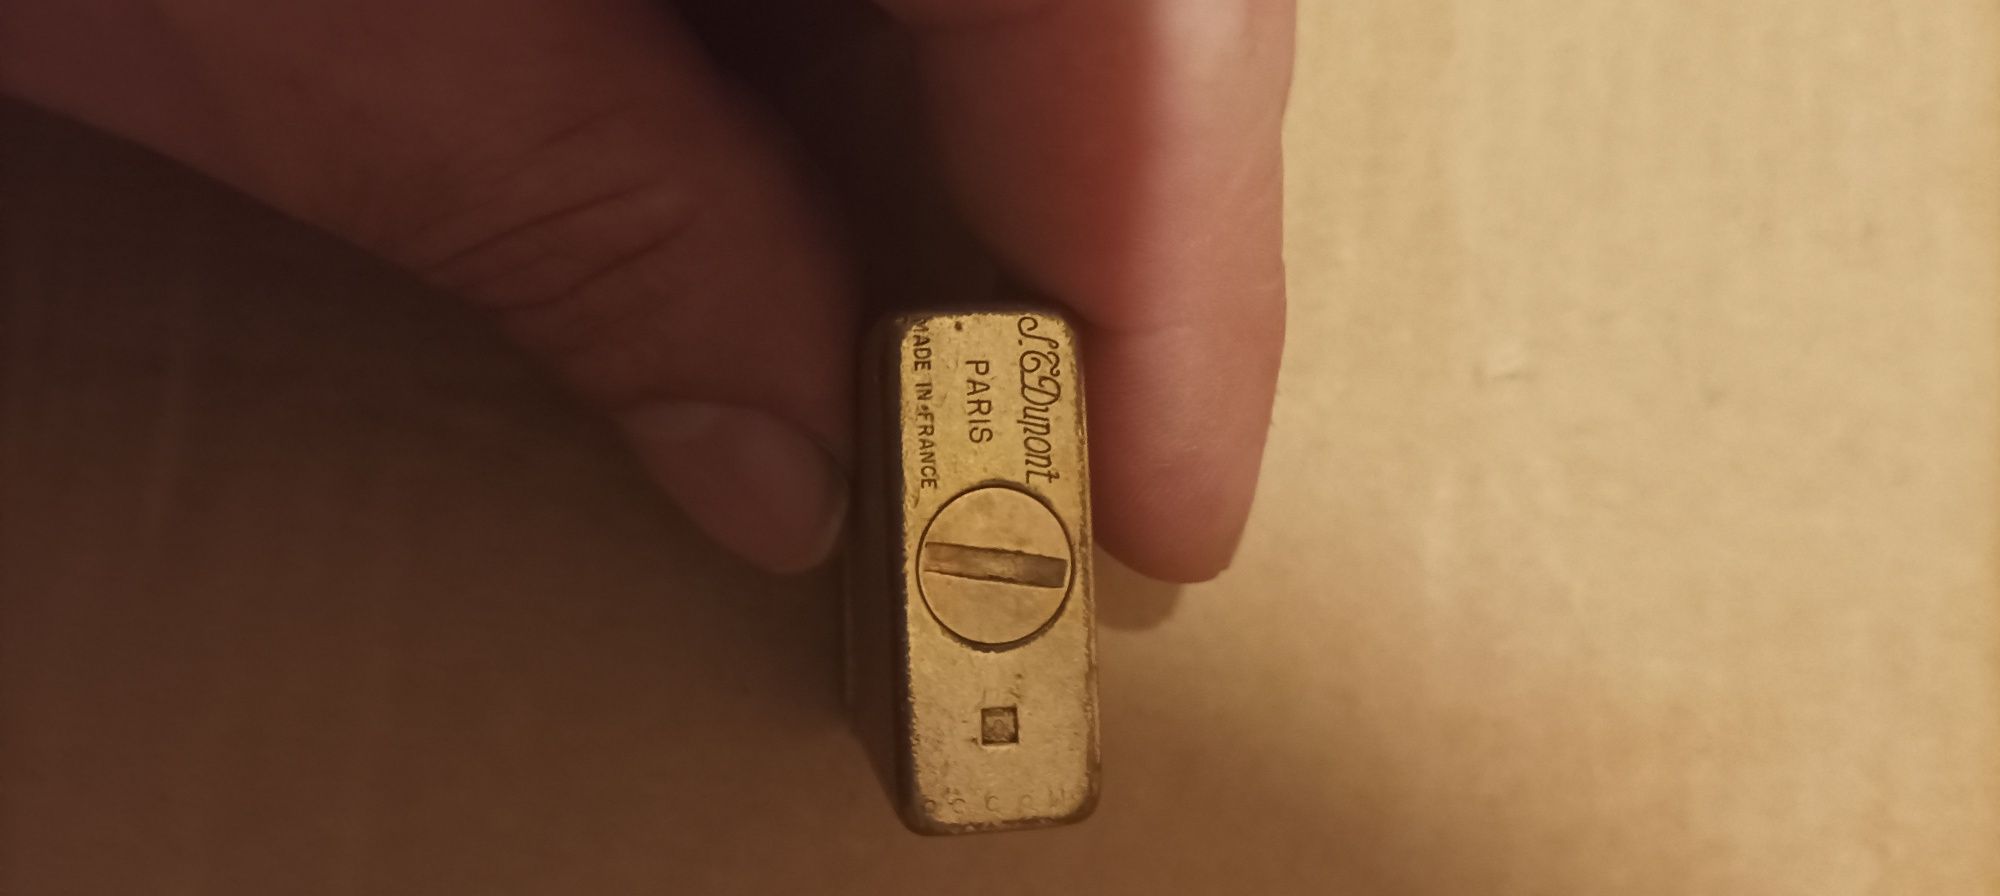 S.T.Dupont
PARIS
MADE IN FRANCE